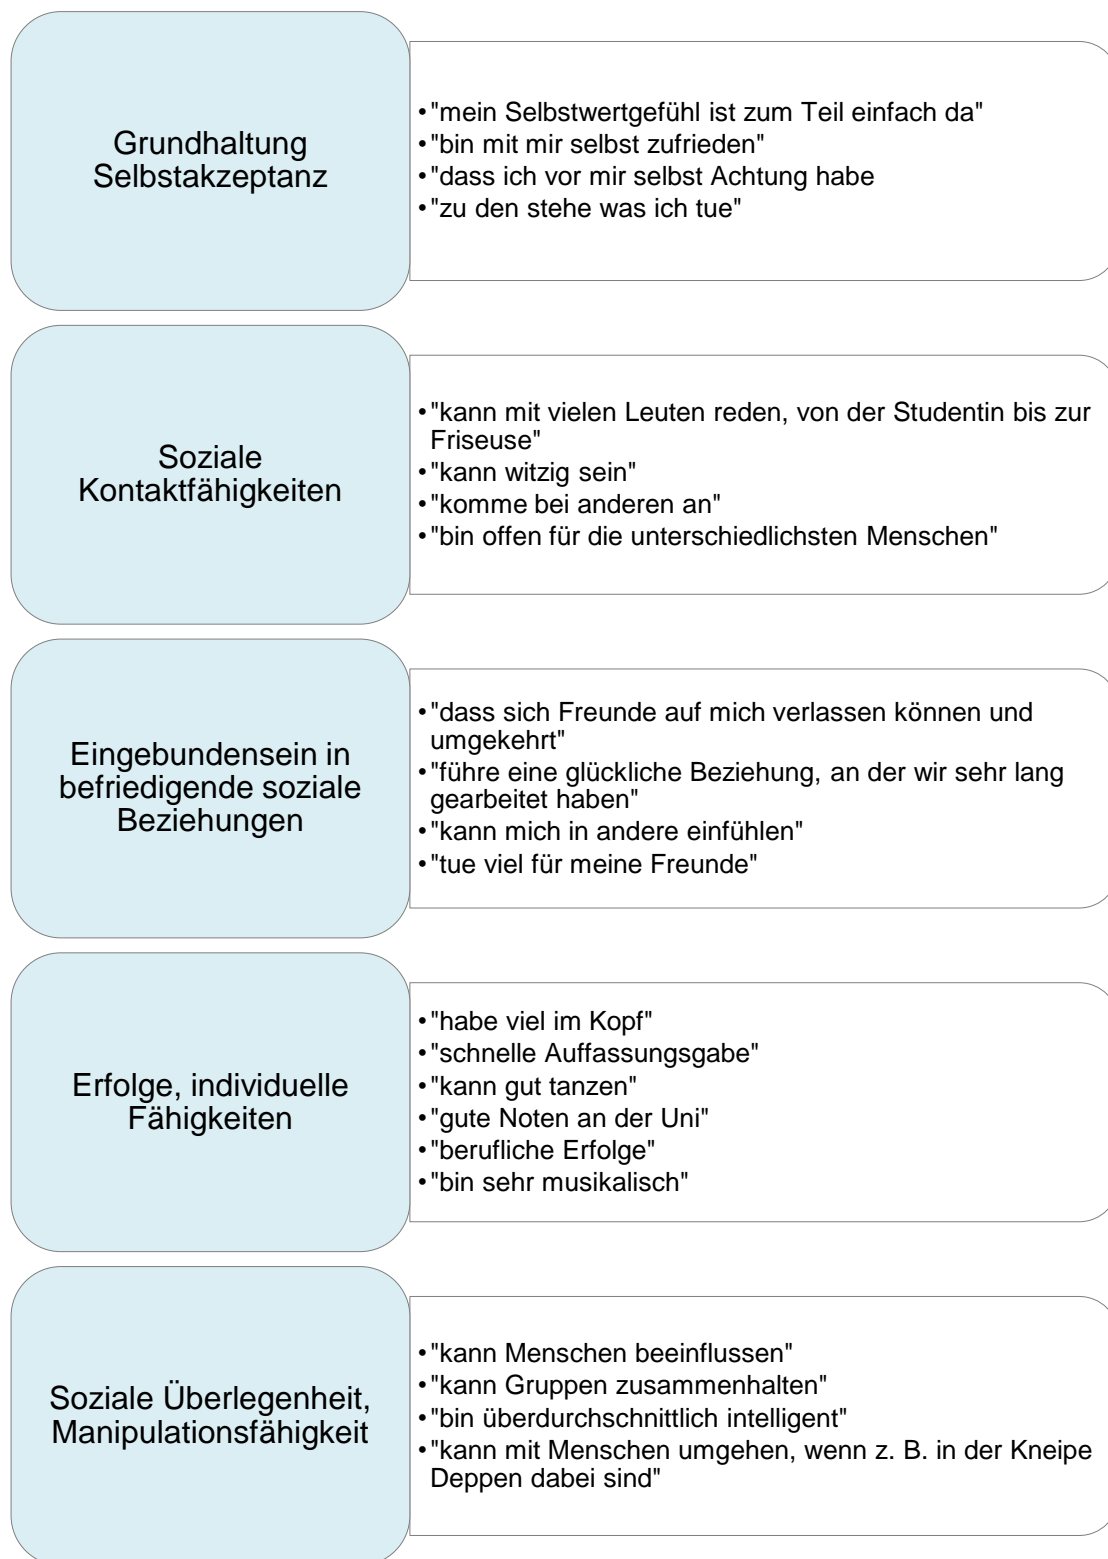 Grundhaltung
Selbstakzeptanz
•"mein Selbstwertgefühl ist zum Teil einfach da"
•"bin mit mir selbst zufrieden"
•"dass ich vor mir selbst Achtung habe
•"zu den stehe was ich tue"
Soziale
Kontaktfähigkeiten
•"kann mit vielen Leuten reden, von der Studentin bis zur
Friseuse"
•"kann witzig sein"
•"komme bei anderen an"
•"bin offen für die unterschiedlichsten Menschen"
Eingebundensein in
befriedigende soziale
Beziehungen
•"dass sich Freunde auf mich verlassen können und
umgekehrt"
•"führe eine glückliche Beziehung, an der wir sehr lang
gearbeitet haben"
•"kann mich in andere einfühlen"
•"tue viel für meine Freunde"
Erfolge, individuelle
Fähigkeiten
•"habe viel im Kopf"
•"schnelle Auffassungsgabe"
•"kann gut tanzen"
•"gute Noten an der Uni"
•"berufliche Erfolge"
•"bin sehr musikalisch"
Soziale Überlegenheit,
Manipulationsfähigkeit
•"kann Menschen beeinflussen"
•"kann Gruppen zusammenhalten"
•"bin überdurchschnittlich intelligent"
•"kann mit Menschen umgehen, wenn z. B. in der Kneipe
Deppen dabei sind"